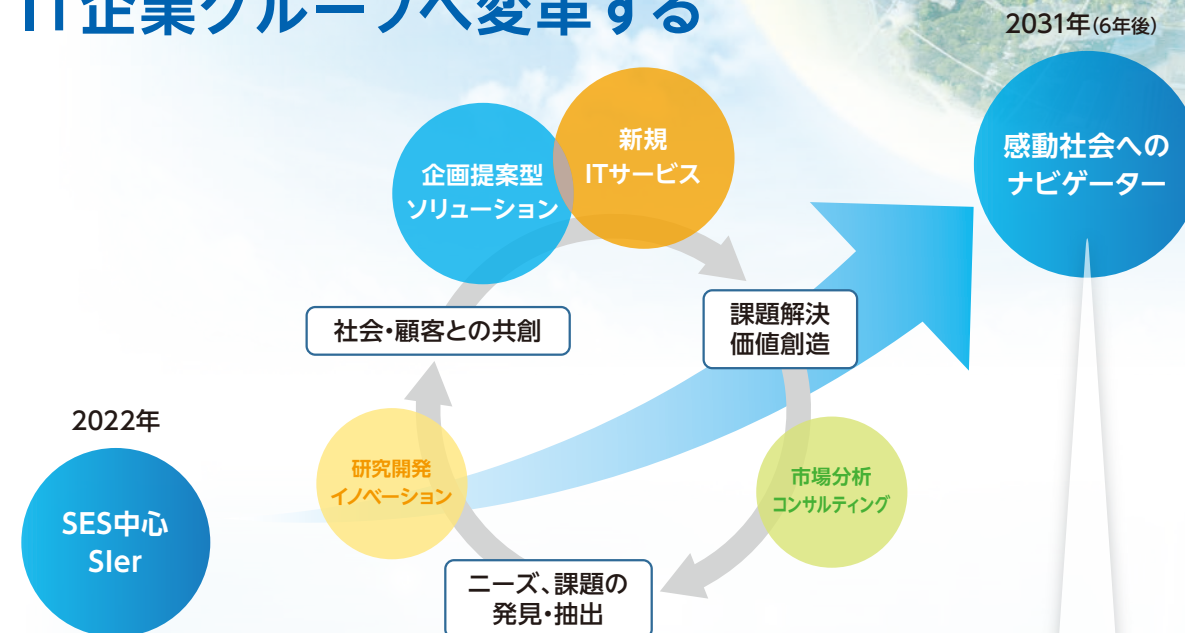 IT企業グループへ変革する
2031年(6年後)
感動社会への
ナビゲーター
新規
ITサービス
企画提案型
ソリューション
社会・顧客との共創
課題解決
価値創造
2022年
SES中心
SIer
研究開発
イノベーション
市場分析
コンサルティング
ニーズ、課題の
発見・抽出